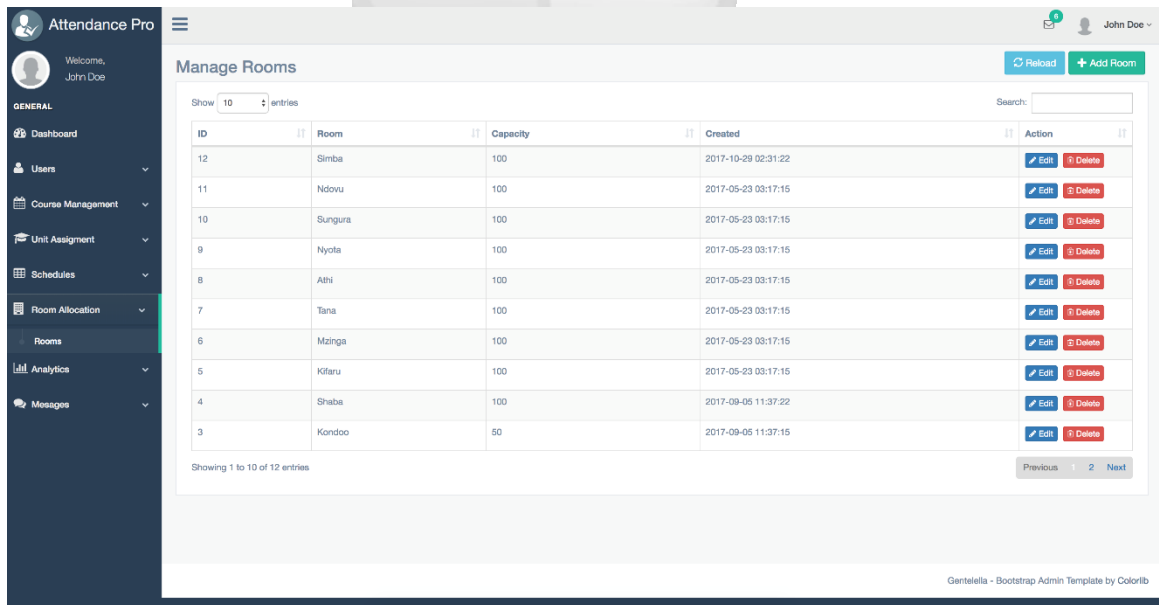 Attendance Pro
6
John Doe
Welcome,
John Doe
GENERAL
Dashboard
Users
Course Management
Unit Assigment
Schedules
Room Allocation
Rooms
Analytics
Mesages
Manage Rooms
Reload
Add Room
Show 10 entries
Search:
ID Room Capacity Created Action
12 Simba 100 2017-10-29 02:31:22 Edit Delete
11 Ndovu 100 2017-05-23 03:17:15 Edit Delete
10 Sungura 100 2017-05-23 03:17:15 Edit Delete
9 Nyota 100 2017-05-23 03:17:15 Edit Delete
8 Athi 100 2017-05-23 03:17:15 Edit Delete
7 Tana 100 2017-05-23 03:17:15 Edit Delete
6 Mzinga 100 2017-05-23 03:17:15 Edit Delete
5 Kifaru 100 2017-05-23 03:17:15 Edit Delete
4 Shaba 100 2017-09-05 11:37:22 Edit Delete
3 Kondoo 50 2017-09-05 11:37:15 Edit Delete
Showing 1 to 10 of 12 entries
Previous 1 2 Next
Gentelella - Bootstrap Admin Template by Colorlib